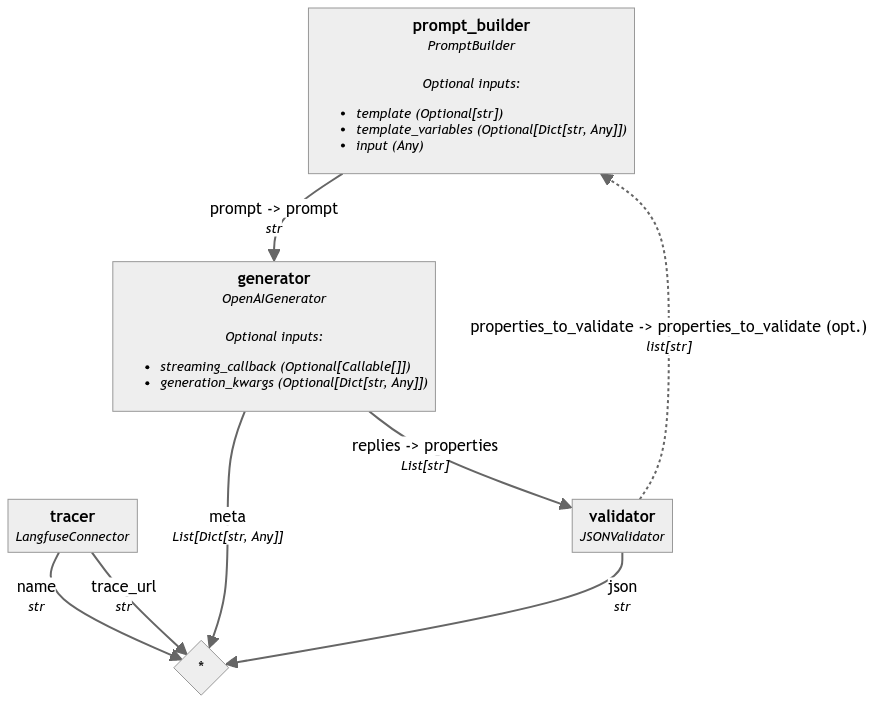 prompt_builder
PromptBuilder
Optional inputs:
• template (Optional[str])
• template_variables (Optional[Dict[str, Any]])
• input (Any)
prompt -> prompt
str
generator
OpenAIGenerator
Optional inputs:
• streaming_callback (Optional[Callable[]])
• generation_kwargs (Optional[Dict[str, Any]])
properties_to_validate -> properties_to_validate (opt.)
list[str]
replies -> properties
List[str]
tracer
LangfuseConnector
meta
List[Dict[str, Any]]
validator
JSONValidator
name
str
trace_url
str
json
str
*